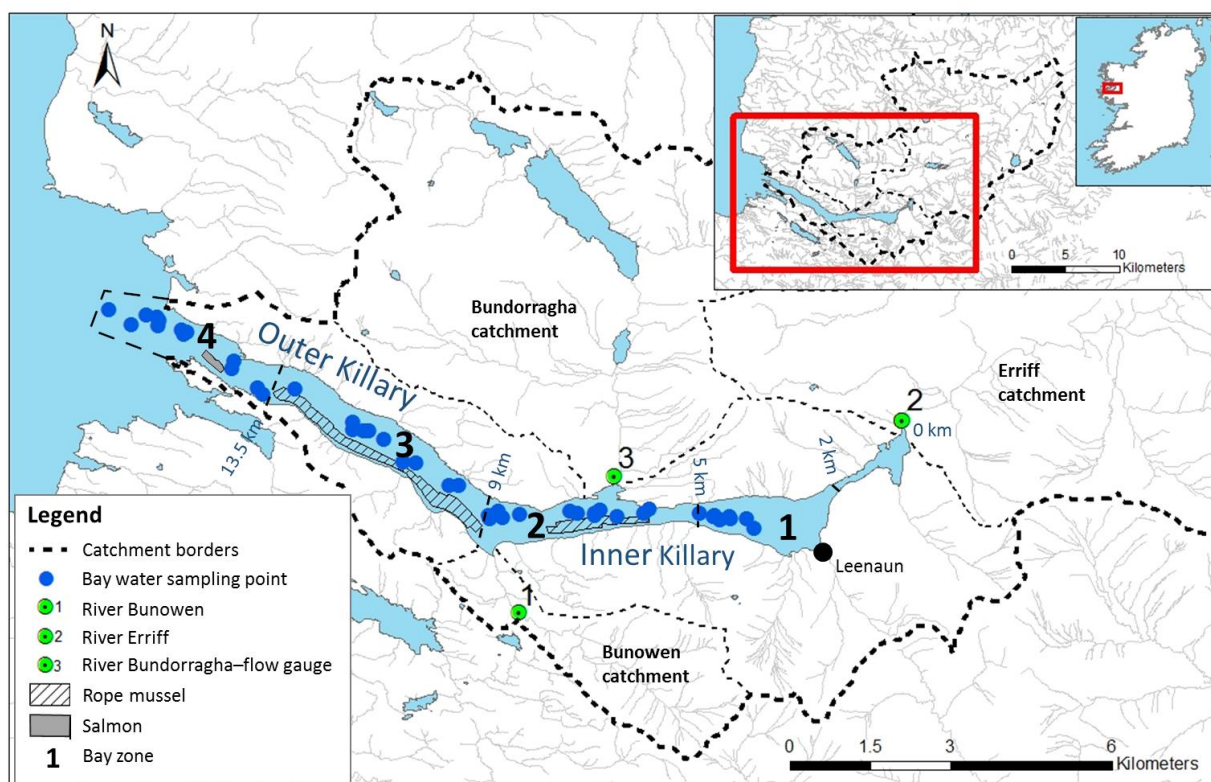 N
0 5 10
Kilometers
Bundorragha
catchment
4
Outer Killary
Erriff
catchment
2
0 km
3
3
13.5 km
9 km
5 km
2 km
2
1
Inner Killary
Leenaun
1
Bunowen
catchment
Legend
Catchment borders
Bay water sampling point
1 River Bunowen
2 River Erriff
3 River Bundorragha–flow gauge
Rope mussel
Salmon
1 Bay zone
0 1.5 3 6
Kilometers